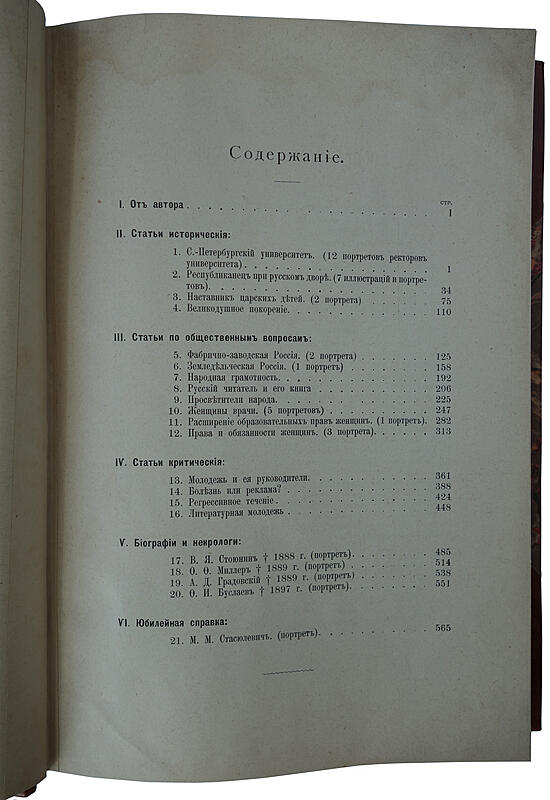 Содержаніе.
стр.
I. Отъ автора . . . . . . . . . . . . . . . . I
II. Статьи историческія:
1. С.-Петербургскій университетъ. (12 портретовъ ректоровъ
университета) . . . . . . . . . . . . . . . 1
2. Республиканецъ при русскомъ дворѣ. (7 иллюстрацій и портре-
товъ). . . . . . . . . . . . . . . . 34
3. Наставникъ царскихъ дѣтей. (2 портрета) . . . . . . . 75
4. Великодушное покореніе. . . . . . . . . . . . 110
III. Статьи по общественнымъ вопросамъ:
5. Фабрично-заводская Россія. (2 портрета) . . . . . . . 125
6. Земледѣльческая Россія. (1 портретъ) . . . . . . . 158
7. Народная грамотность. . . . . . . . . . . . 192
8. Русскій читатель и его книга . . . . . . . . . . 206
9. Просвѣтители народа. . . . . . . . . . . . 225
10. Женщины врачи. (5 портретовъ) . . . . . . . . . 247
11. Расширеніе образовательныхъ правъ женщинъ. (1 портретъ). 282
12. Права и обязанности женщинъ. (3 портрета). . . . . . 313
IV. Статьи критическія:
13. Молодежь и ея руководители. . . . . . . . . . 361
14. Болѣзнь или реклама? . . . . . . . . . . . 388
15. Регрессивное теченіе . . . . . . . . . . . . 424
16. Литературная молодежь . . . . . . . . . . . 448
V. Біографіи и некрологи:
17. В. Я. Стоюнинъ † 1888 г. (портретъ). . . . . . . . 485
18. О. Ѳ. Миллеръ † 1889 г. (портретъ) . . . . . . . . 514
19. А. Д. Градовскій † 1889 г. (портретъ) . . . . . . . 538
20. Ѳ. И. Буслаевъ † 1897 г. (портретъ). . . . . . . . 551
VI. Юбилейная справка:
21. М. М. Стасюлевичъ. (портретъ). . . . . . . . . . 565